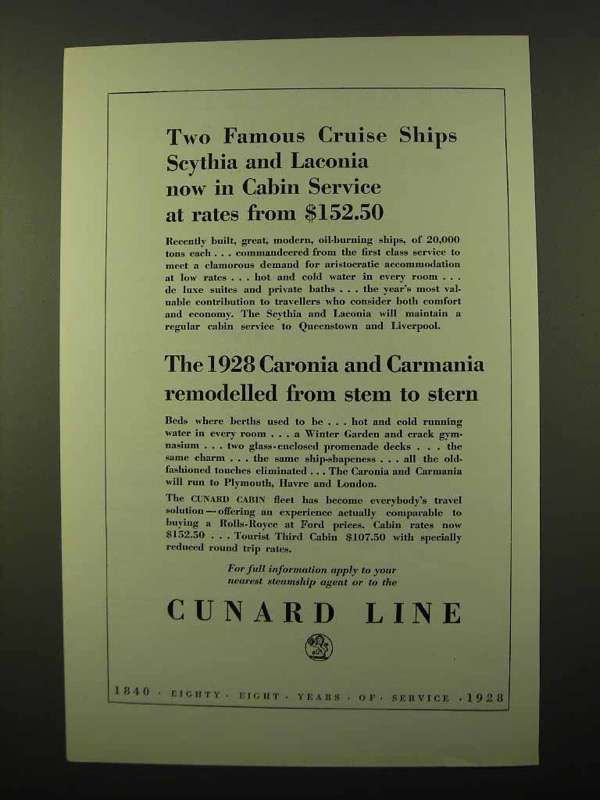 Two Famous Cruise Ships
Scythia and Laconia
now in Cabin Service
at rates from $152.50
Recently built, great, modern, oil-burning ships, of 20,000
tons each . . . commandeered from the first class service to
meet a clamorous demand for aristocratic accommodation
at low rates . . . hot and cold water in every room . . .
de luxe suites and private baths . . . the year's most val-
uable contribution to travellers who consider both comfort
and economy. The Scythia and Laconia will maintain a
regular cabin service to Queenstown and Liverpool.
The 1928 Caronia and Carmania
remodelled from stem to stern
Beds where berths used to be . . . hot and cold running
water in every room . . . a Winter Garden and crack gym-
nasium . . . two glass-enclosed promenade decks . . . the
same charm . . . the same ship-shapeness . . . all the old-
fashioned touches eliminated . . . The Caronia and Carmania
will run to Plymouth, Havre and London.
The CUNARD CABIN fleet has become everybody's travel
solution—offering an experience actually comparable to
buying a Rolls-Royce at Ford prices. Cabin rates now
$152.50 . . . Tourist Third Cabin $107.50 with specially
reduced round trip rates.
For full information apply to your
nearest steamship agent or to the
CUNARD LINE
1840 · EIGHTY · EIGHT · YEARS · OF · SERVICE · 1928